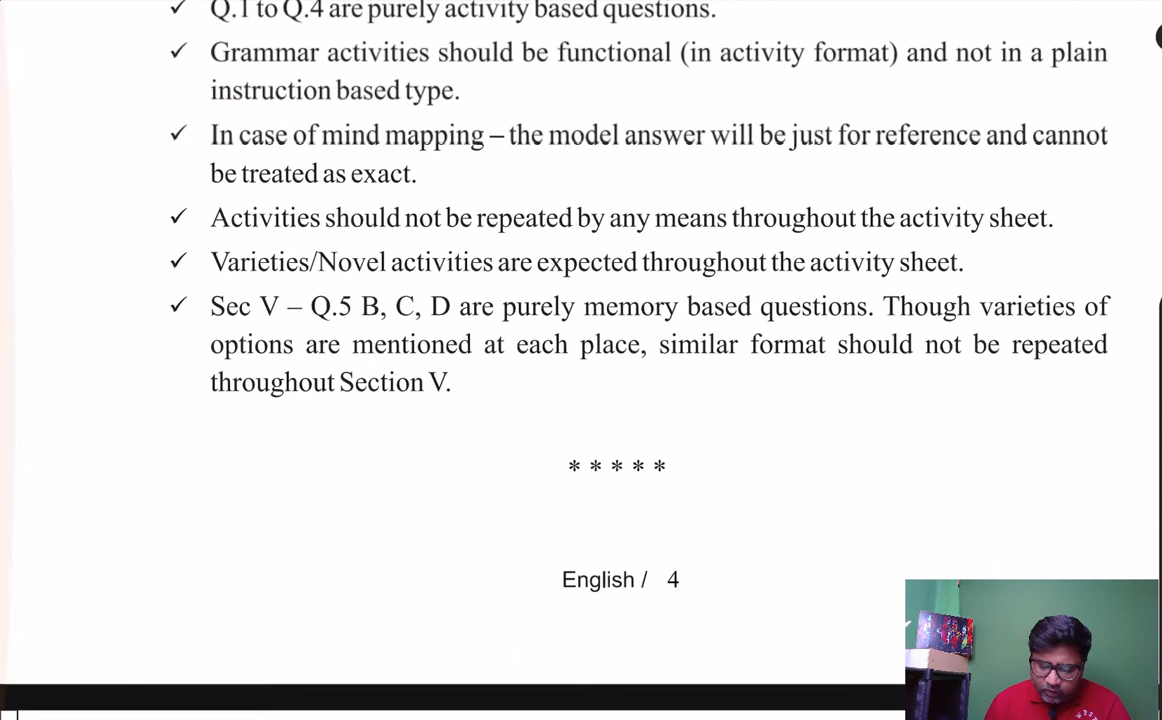 ✓ Q.1 to Q.4 are purely activity based questions.
✓ Grammar activities should be functional (in activity format) and not in a plain
instruction based type.
✓ In case of mind mapping – the model answer will be just for reference and cannot
be treated as exact.
✓ Activities should not be repeated by any means throughout the activity sheet.
✓ Varieties/Novel activities are expected throughout the activity sheet.
✓ Sec V – Q.5 B, C, D are purely memory based questions. Though varieties of
options are mentioned at each place, similar format should not be repeated
throughout Section V.
* * * * *
English / 4